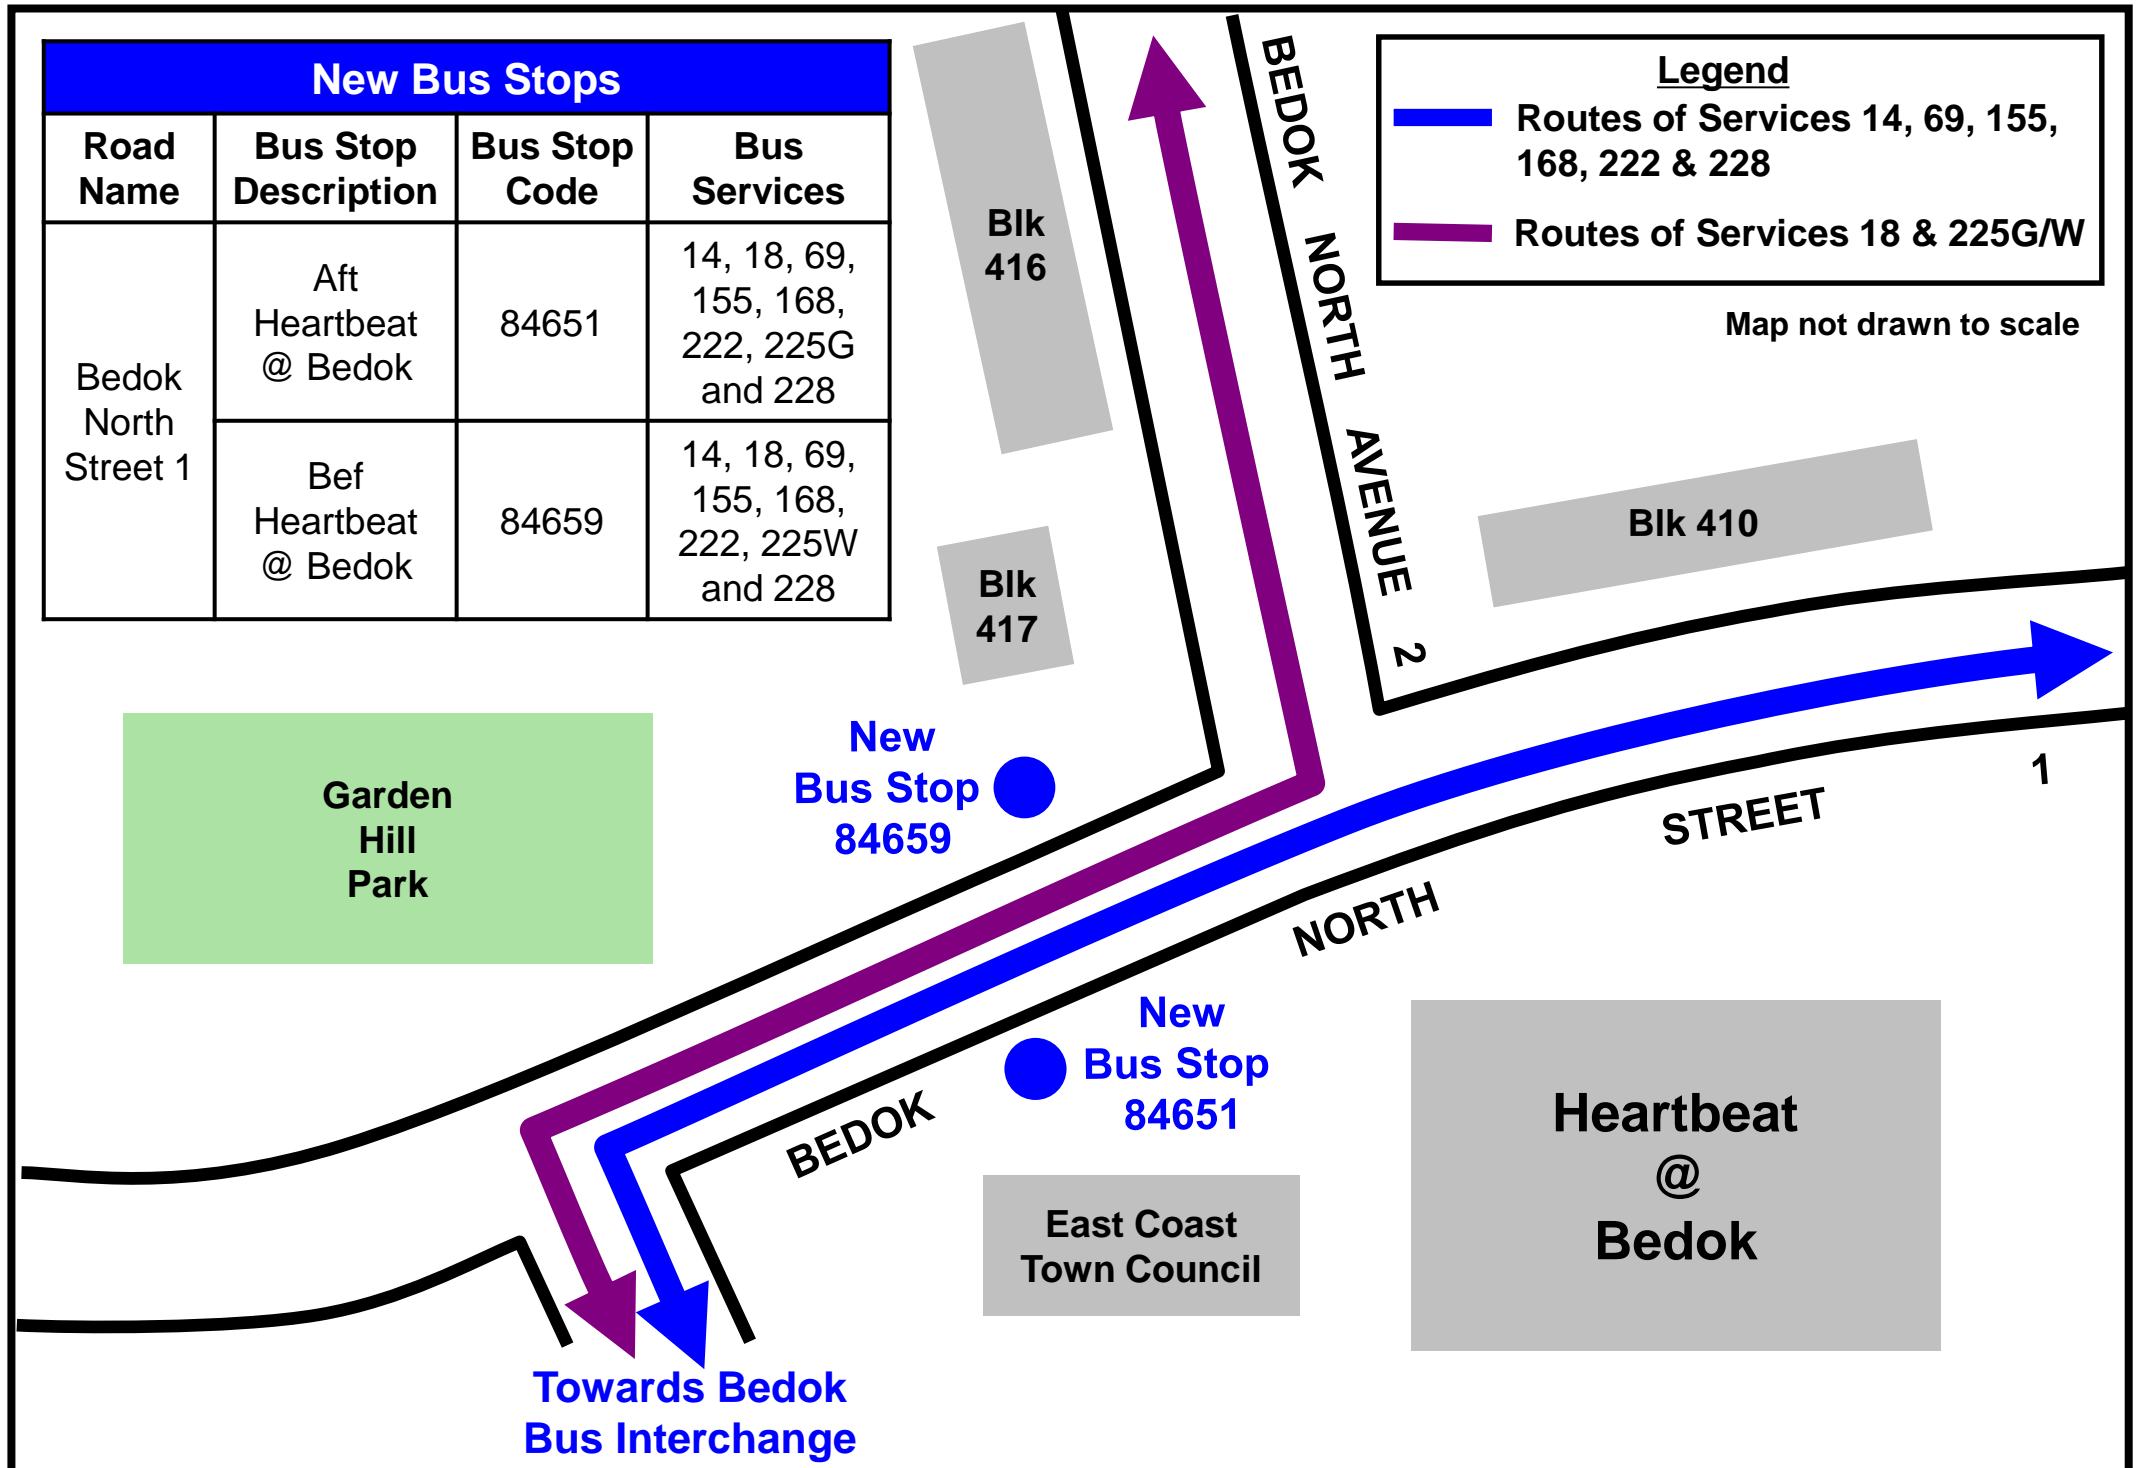 New Bus Stops
Road
Name
Bus Stop
Description
Bus Stop
Code
Bus
Services
Bedok
North
Street 1
Aft
Heartbeat
@ Bedok
84651
14, 18, 69,
155, 168,
222, 225G
and 228
Bef
Heartbeat
@ Bedok
84659
14, 18, 69,
155, 168,
222, 225W
and 228
Legend
Routes of Services 14, 69, 155,
168, 222 & 228
Routes of Services 18 & 225G/W
Map not drawn to scale
Blk
416
BEDOK NORTH AVENUE 2
Blk 410
Blk
417
Garden
Hill
Park
New
Bus Stop
84659
BEDOK NORTH STREET 1
New
Bus Stop
84651
East Coast
Town Council
Heartbeat
@
Bedok
Towards Bedok
Bus Interchange